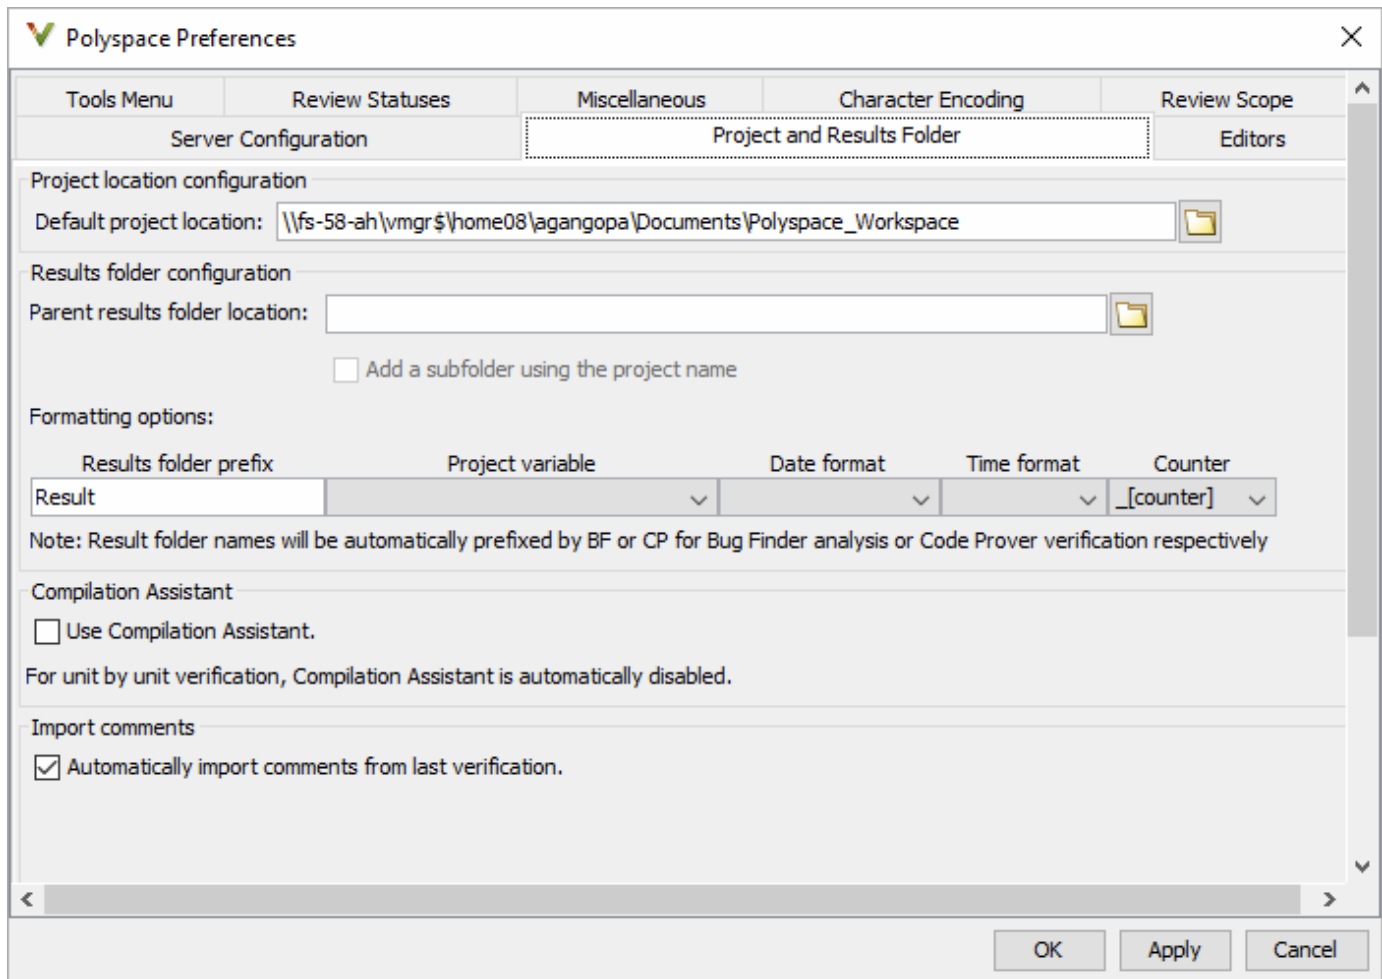 Polyspace Preferences
Tools Menu Review Statuses Miscellaneous Character Encoding Review Scope
Server Configuration Project and Results Folder Editors
Project location configuration
Default project location: \\fs-58-ah\vmgr$\home08\agangopa\Documents\Polyspace_Workspace
Results folder configuration
Parent results folder location:
Add a subfolder using the project name
Formatting options:
Results folder prefix Project variable Date format Time format Counter
Result _[counter]
Note: Result folder names will be automatically prefixed by BF or CP for Bug Finder analysis or Code Prover verification respectively
Compilation Assistant
Use Compilation Assistant.
For unit by unit verification, Compilation Assistant is automatically disabled.
Import comments
Automatically import comments from last verification.
OK Apply Cancel